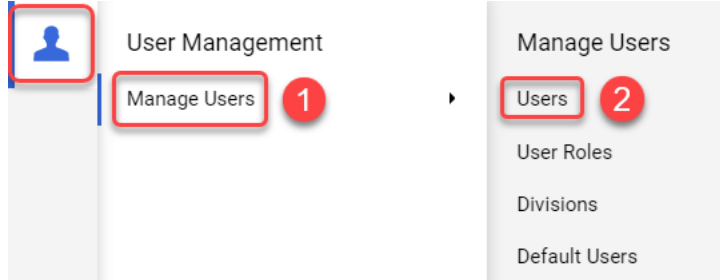 User Management
Manage Users 1
Manage Users
Users 2
User Roles
Divisions
Default Users